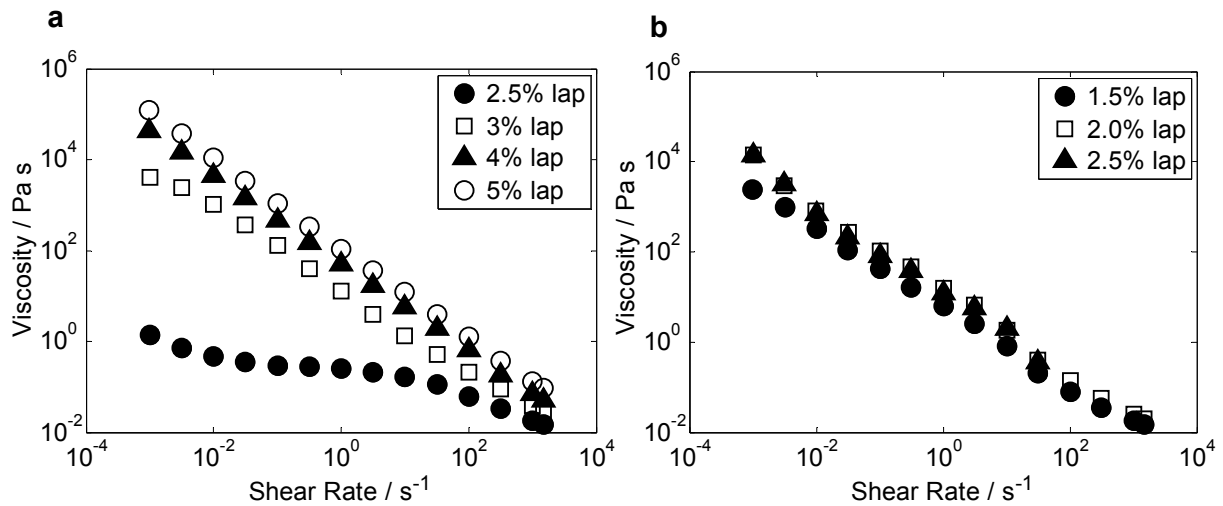 a
Viscosity / Pa s
10^6
10^4
10^2
10^0
10^-2
10^-4 10^-2 10^0 10^2 10^4
Shear Rate / s^-1
2.5% lap
3% lap
4% lap
5% lap
b
Viscosity / Pa s
10^6
10^4
10^2
10^0
10^-2
10^-4 10^-2 10^0 10^2 10^4
Shear Rate / s^-1
1.5% lap
2.0% lap
2.5% lap